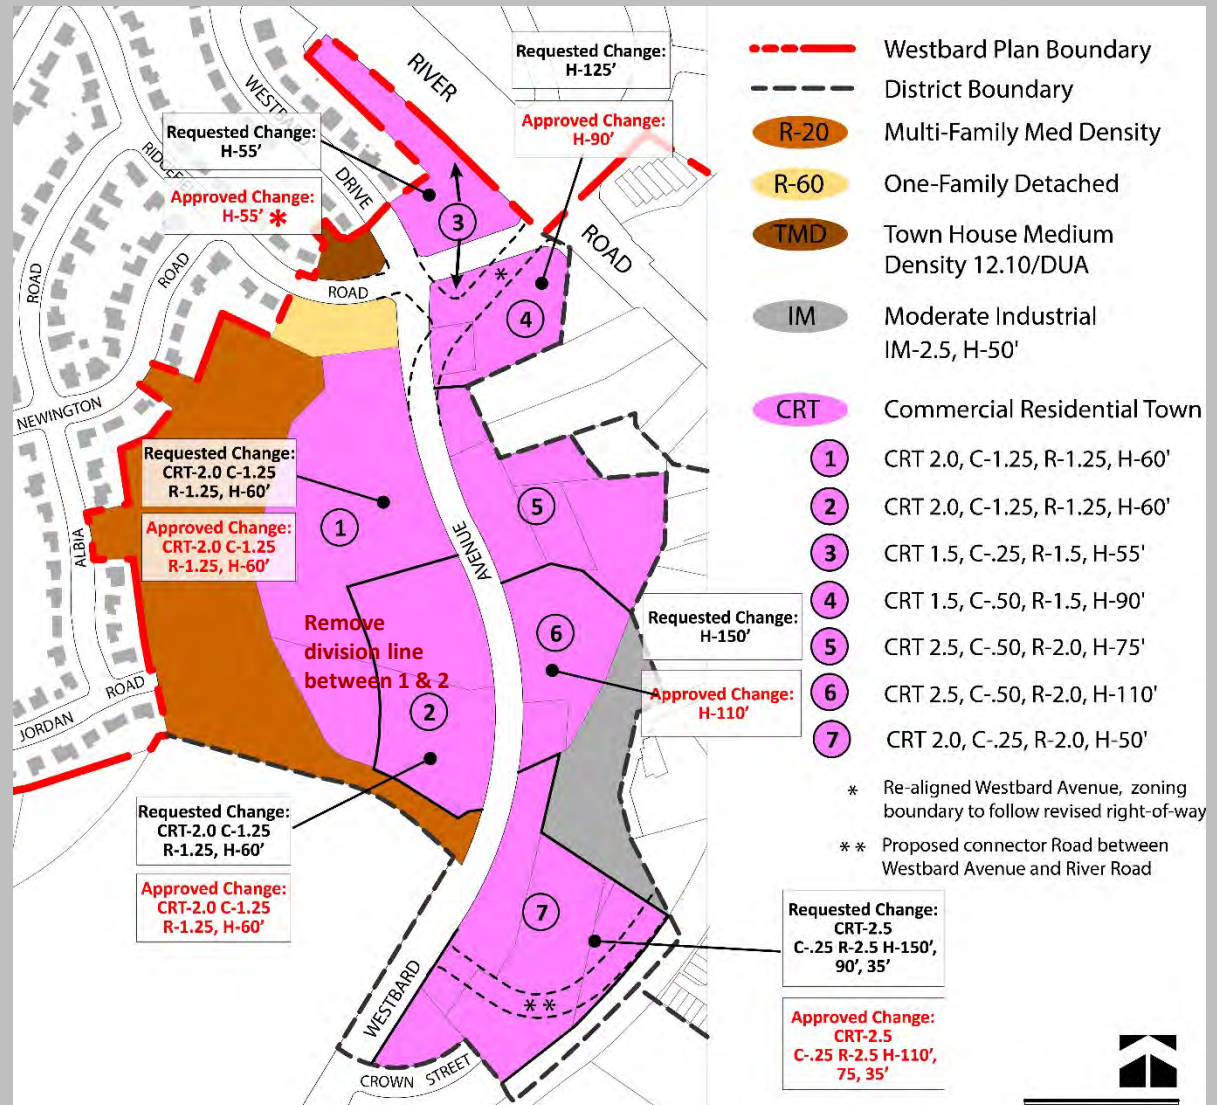 RIVER
ROAD
WESTBARD
DRIVE
Requested Change:
H-55'
Approved Change:
H-55' *
Requested Change:
H-125'
Approved Change:
H-90'
3
*
4
ROAD
ROAD
ROAD
NEWINGTON
ALBIA
ROAD
JORDAN
Requested Change:
CRT-2.0 C-1.25
R-1.25, H-60'
Approved Change:
CRT-2.0 C-1.25
R-1.25, H-60'
1
AVENUE
5
Remove
division line
between 1 & 2
2
6
Requested Change:
H-150'
Approved Change:
H-110'
Requested Change:
CRT-2.0 C-1.25
R-1.25, H-60'
Approved Change:
CRT-2.0 C-1.25
R-1.25, H-60'
7
* *
WESTBARD
CROWN STREET
Requested Change:
CRT-2.5
C-.25 R-2.5 H-150',
90', 35'
Approved Change:
CRT-2.5
C-.25 R-2.5 H-110',
75, 35'
Westbard Plan Boundary
District Boundary
R-20 Multi-Family Med Density
R-60 One-Family Detached
TMD Town House Medium
Density 12.10/DUA
IM Moderate Industrial
IM-2.5, H-50'
CRT Commercial Residential Town
1 CRT 2.0, C-1.25, R-1.25, H-60'
2 CRT 2.0, C-1.25, R-1.25, H-60'
3 CRT 1.5, C-.25, R-1.5, H-55'
4 CRT 1.5, C-.50, R-1.5, H-90'
5 CRT 2.5, C-.50, R-2.0, H-75'
6 CRT 2.5, C-.50, R-2.0, H-110'
7 CRT 2.0, C-.25, R-2.0, H-50'
* Re-aligned Westbard Avenue, zoning
boundary to follow revised right-of-way
* * Proposed connector Road between
Westbard Avenue and River Road